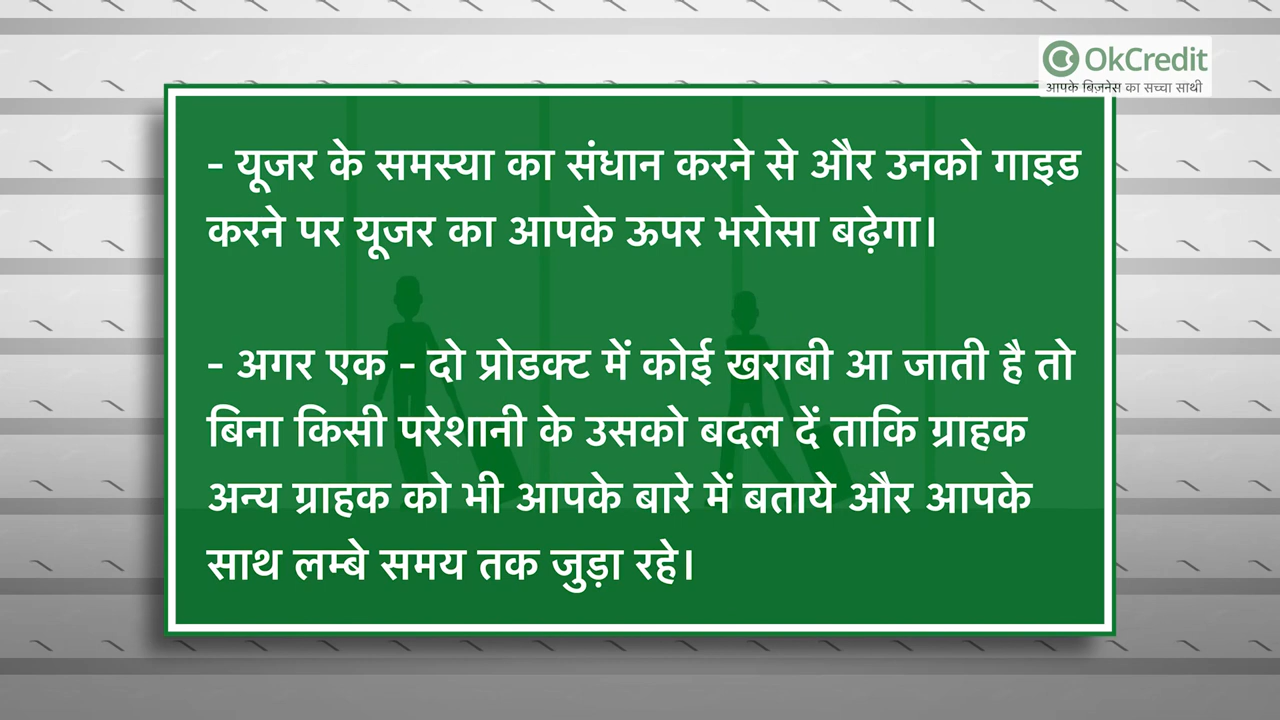 OkCredit
आपके बिज़नेस का सच्चा साथी
- यूजर के समस्या का संधान करने से और उनको गाइड
करने पर यूजर का आपके ऊपर भरोसा बढ़ेगा।
- अगर एक - दो प्रोडक्ट में कोई खराबी आ जाती है तो
बिना किसी परेशानी के उसको बदल दें ताकि ग्राहक
अन्य ग्राहक को भी आपके बारे में बताये और आपके
साथ लम्बे समय तक जुड़ा रहे।